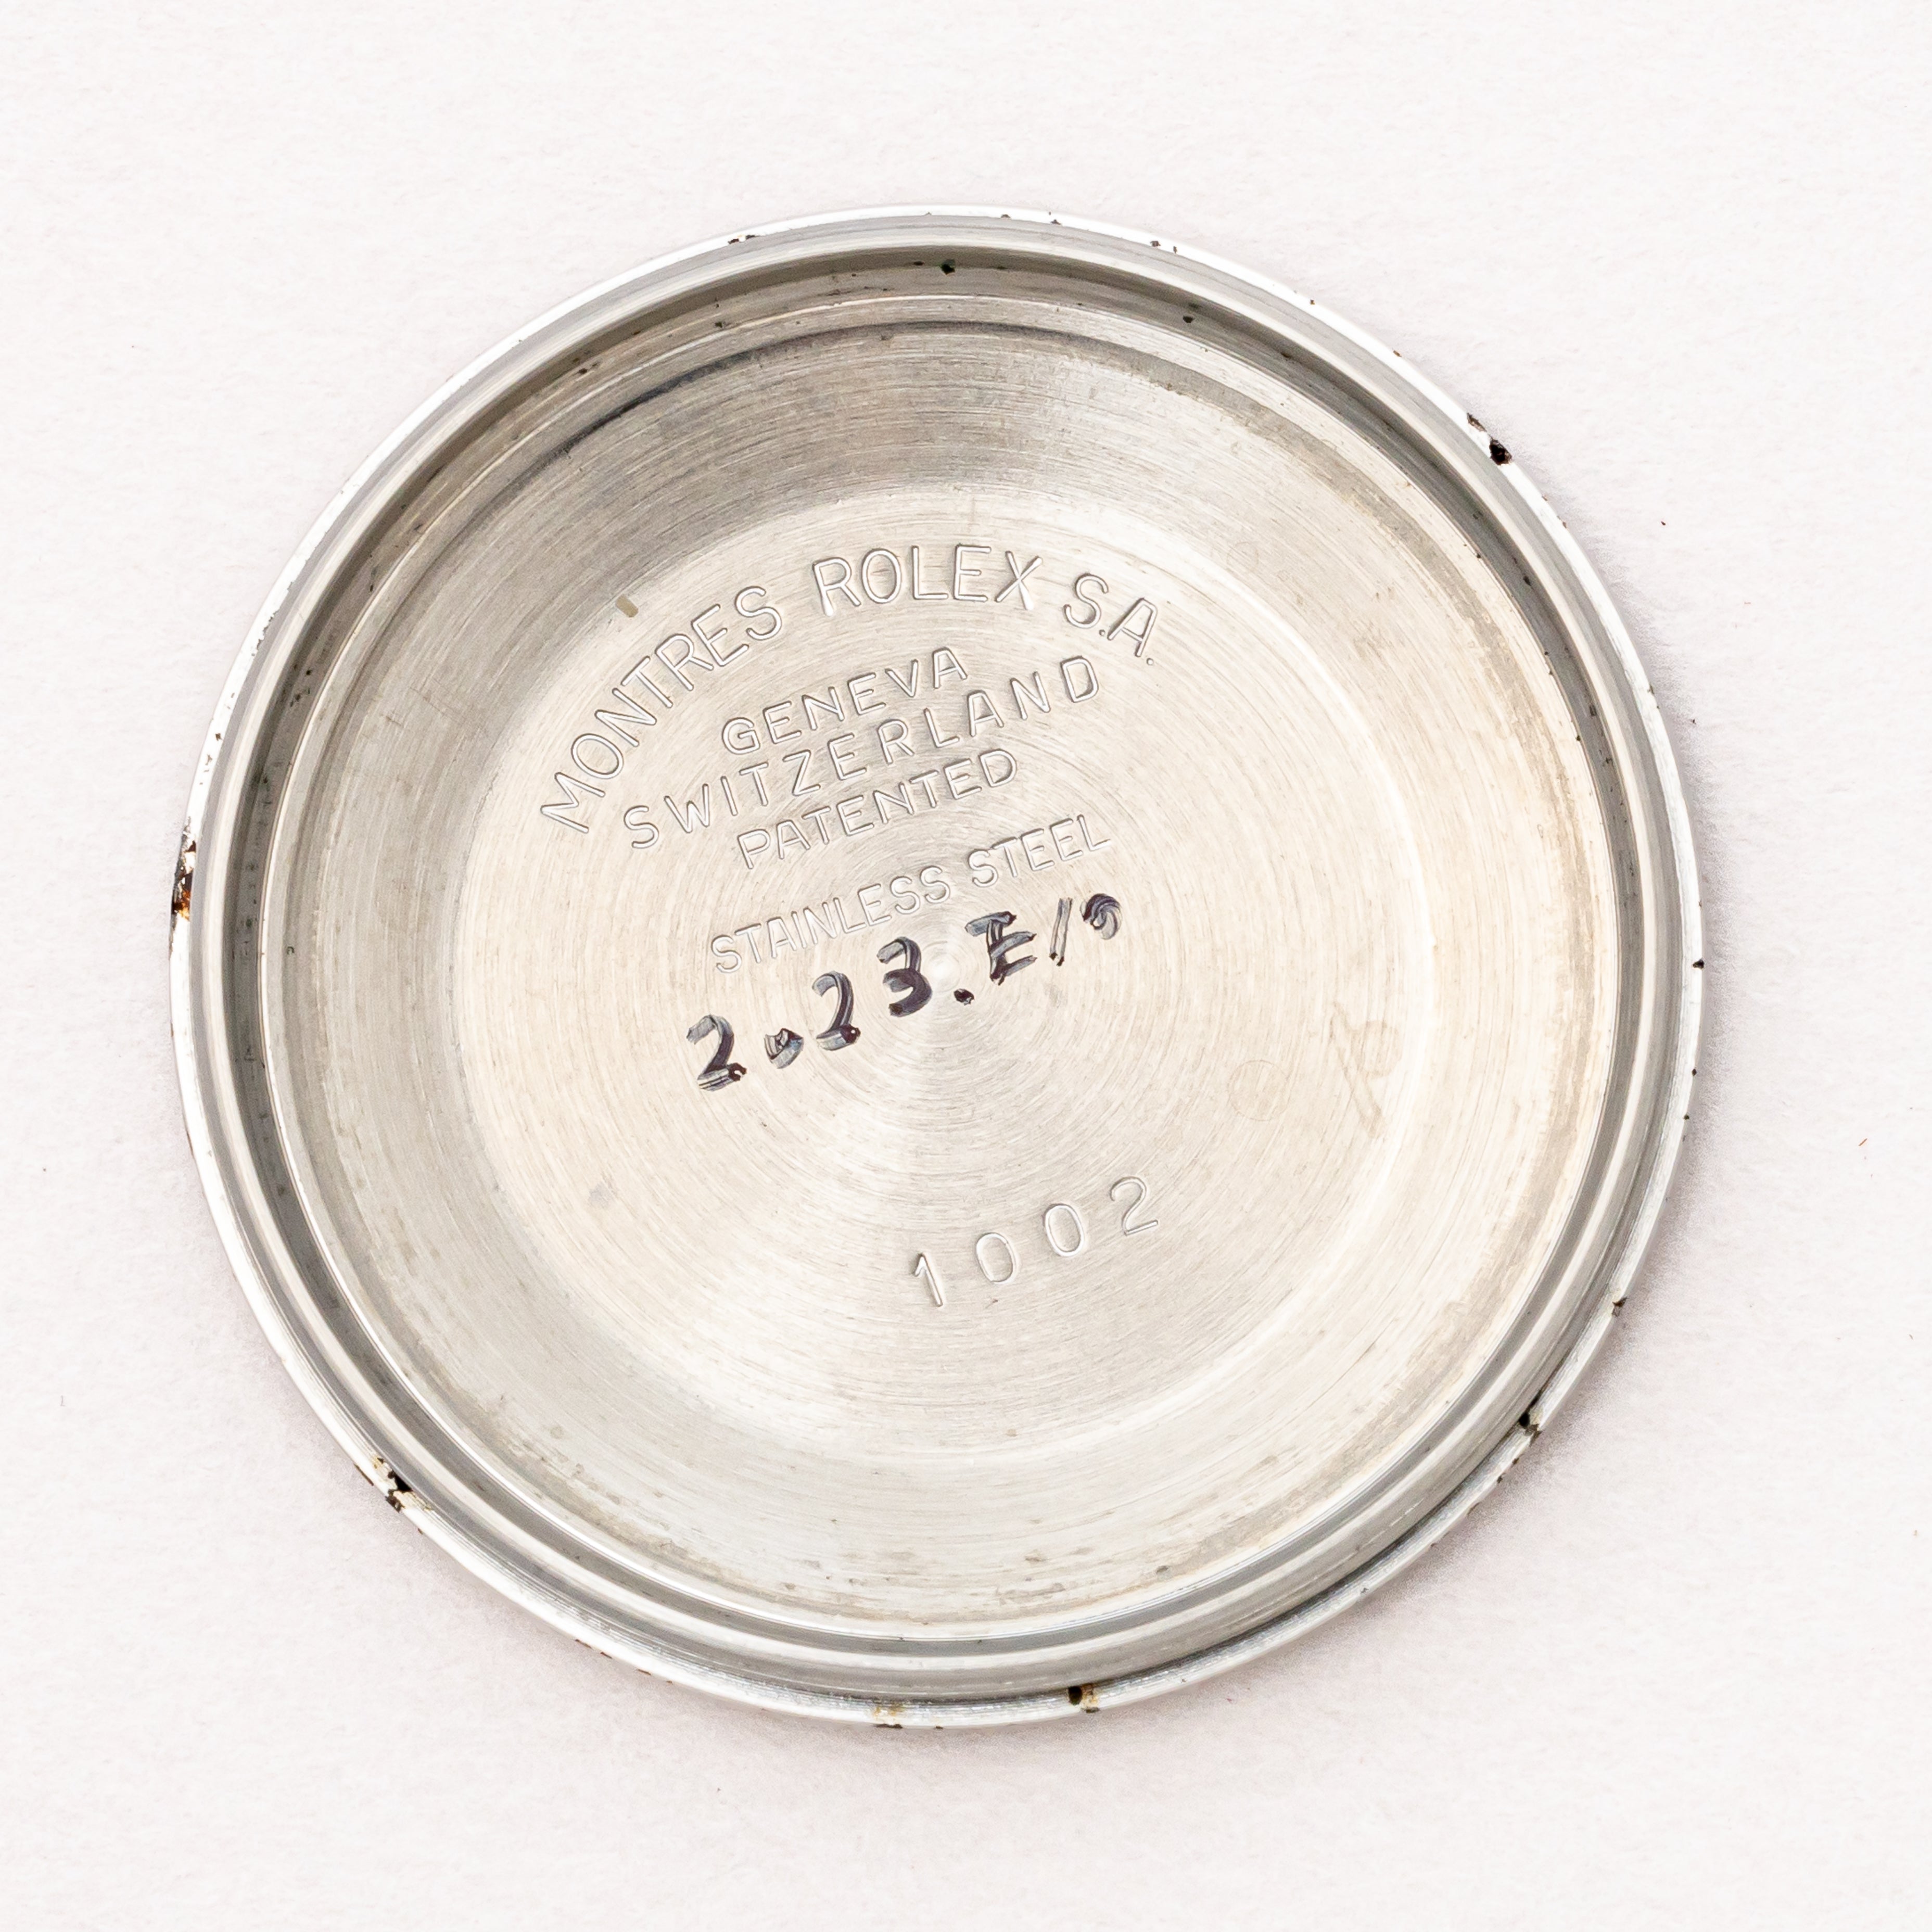 MONTRES ROLEX S.A.
GENEVA
SWITZERLAND
PATENTED
STAINLESS STEEL
1002